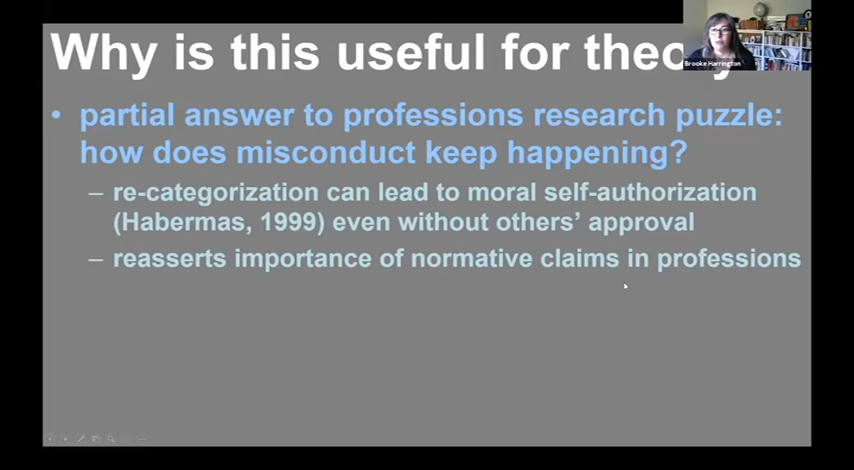 Why is this useful for theory
Brooke Harrington
• partial answer to professions research puzzle:
how does misconduct keep happening?
– re-categorization can lead to moral self-authorization
(Habermas, 1999) even without others’ approval
– reasserts importance of normative claims in professions